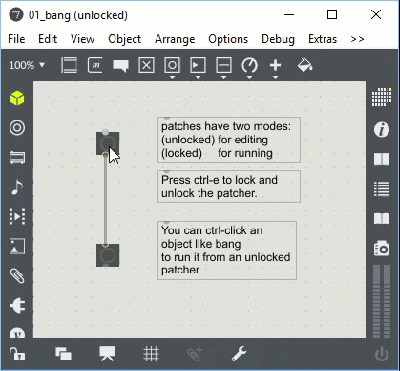 01_bang (unlocked)
File Edit View Object Arrange Options Debug Extras >>
100%
patches have two modes:
(unlocked) for editing
(locked) for running
Press ctrl-e to lock and
unlock the patcher.
You can ctrl-click an
object like bang
to run it from an unlocked
patcher